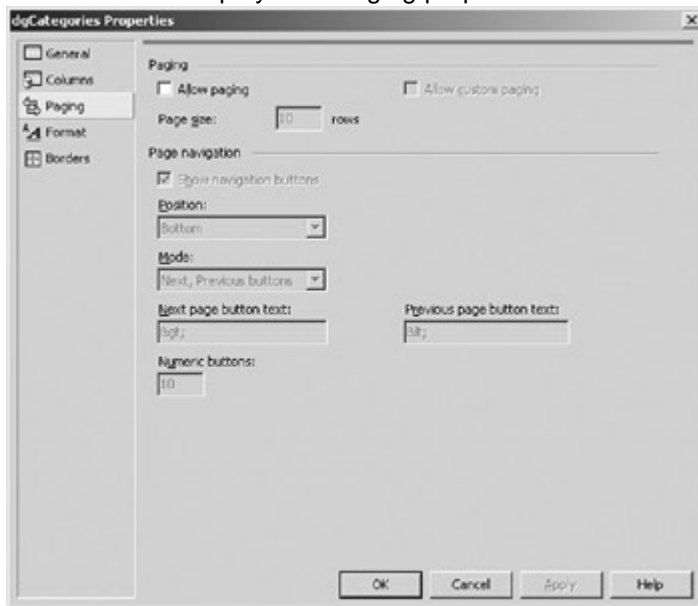 dgCategories Properties
General
Columns
Paging
Format
Borders
Paging
Allow paging
Allow custom paging
Page size: 10 rows
Page navigation
Show navigation buttons
Position:
Bottom
Mode:
Next, Previous buttons
Next page button text: Previous page button text:
&gt; &lt;
Numeric buttons:
10
OK Cancel Apply Help